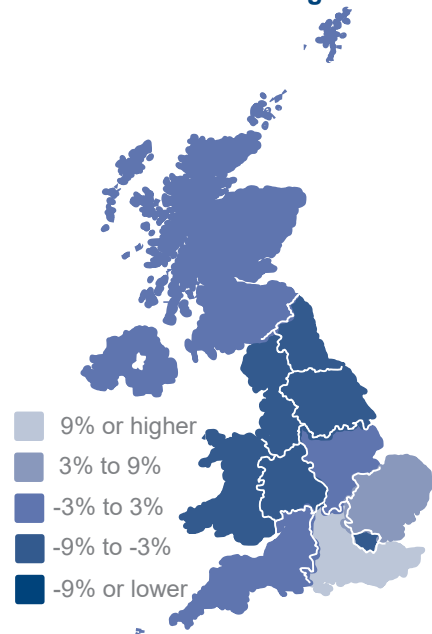 9% or higher
3% to 9%
-3% to 3%
-9% to -3%
-9% or lower